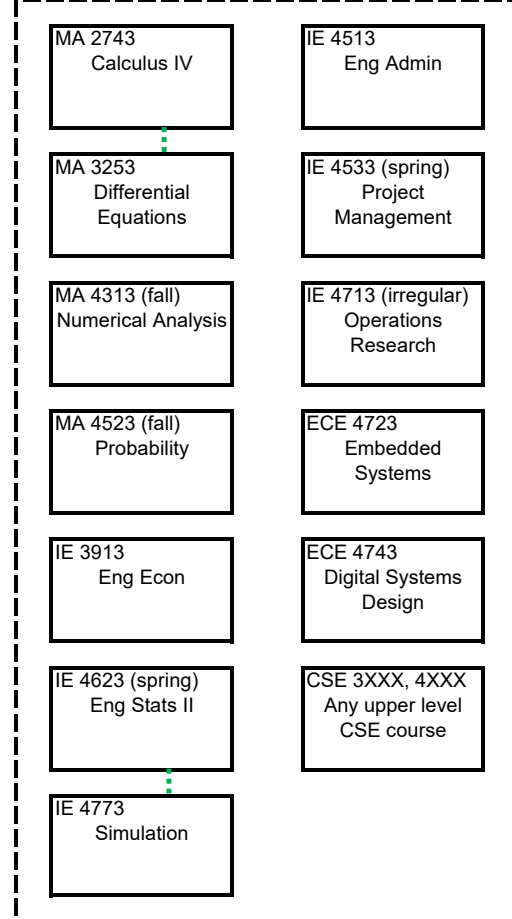 MA 2743
Calculus IV
MA 3253
Differential
Equations
MA 4313 (fall)
Numerical Analysis
MA 4523 (fall)
Probability
IE 3913
Eng Econ
IE 4623 (spring)
Eng Stats II
IE 4773
Simulation
IE 4513
Eng Admin
IE 4533 (spring)
Project
Management
IE 4713 (irregular)
Operations
Research
ECE 4723
Embedded
Systems
ECE 4743
Digital Systems
Design
CSE 3XXX, 4XXX
Any upper level
CSE course